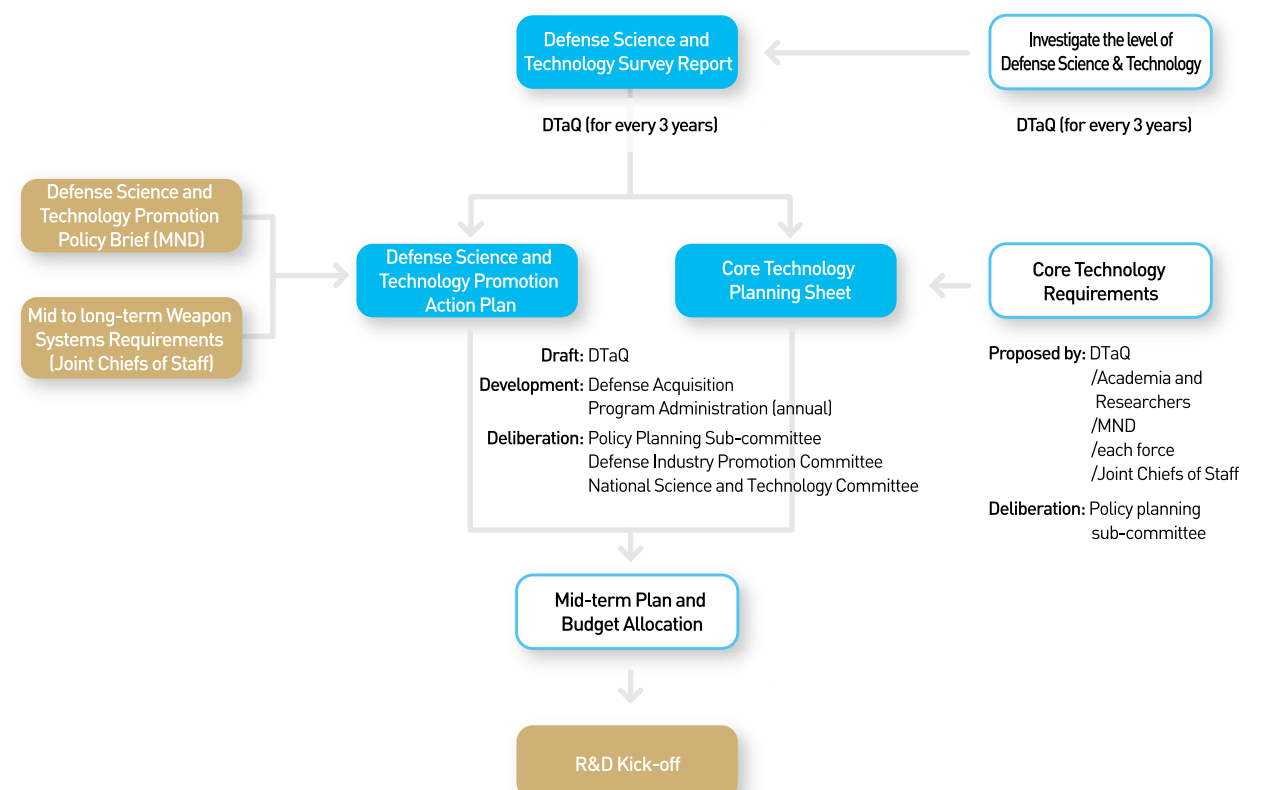 Defense Science and
Technology Survey Report
Investigate the level of
Defense Science & Technology
DTaQ (for every 3 years)
DTaQ (for every 3 years)
Defense Science and
Technology Promotion
Policy Brief (MND)
Mid to long-term Weapon
Systems Requirements
(Joint Chiefs of Staff)
Defense Science and
Technology Promotion
Action Plan
Core Technology
Planning Sheet
Core Technology
Requirements
Draft: DTaQ
Development: Defense Acquisition
Program Administration (annual)
Deliberation: Policy Planning Sub-committee
Defense Industry Promotion Committee
National Science and Technology Committee
Proposed by: DTaQ
/Academia and
Researchers
/MND
/each force
/Joint Chiefs of Staff
Deliberation: Policy planning
sub-committee
Mid-term Plan and
Budget Allocation
R&D Kick-off